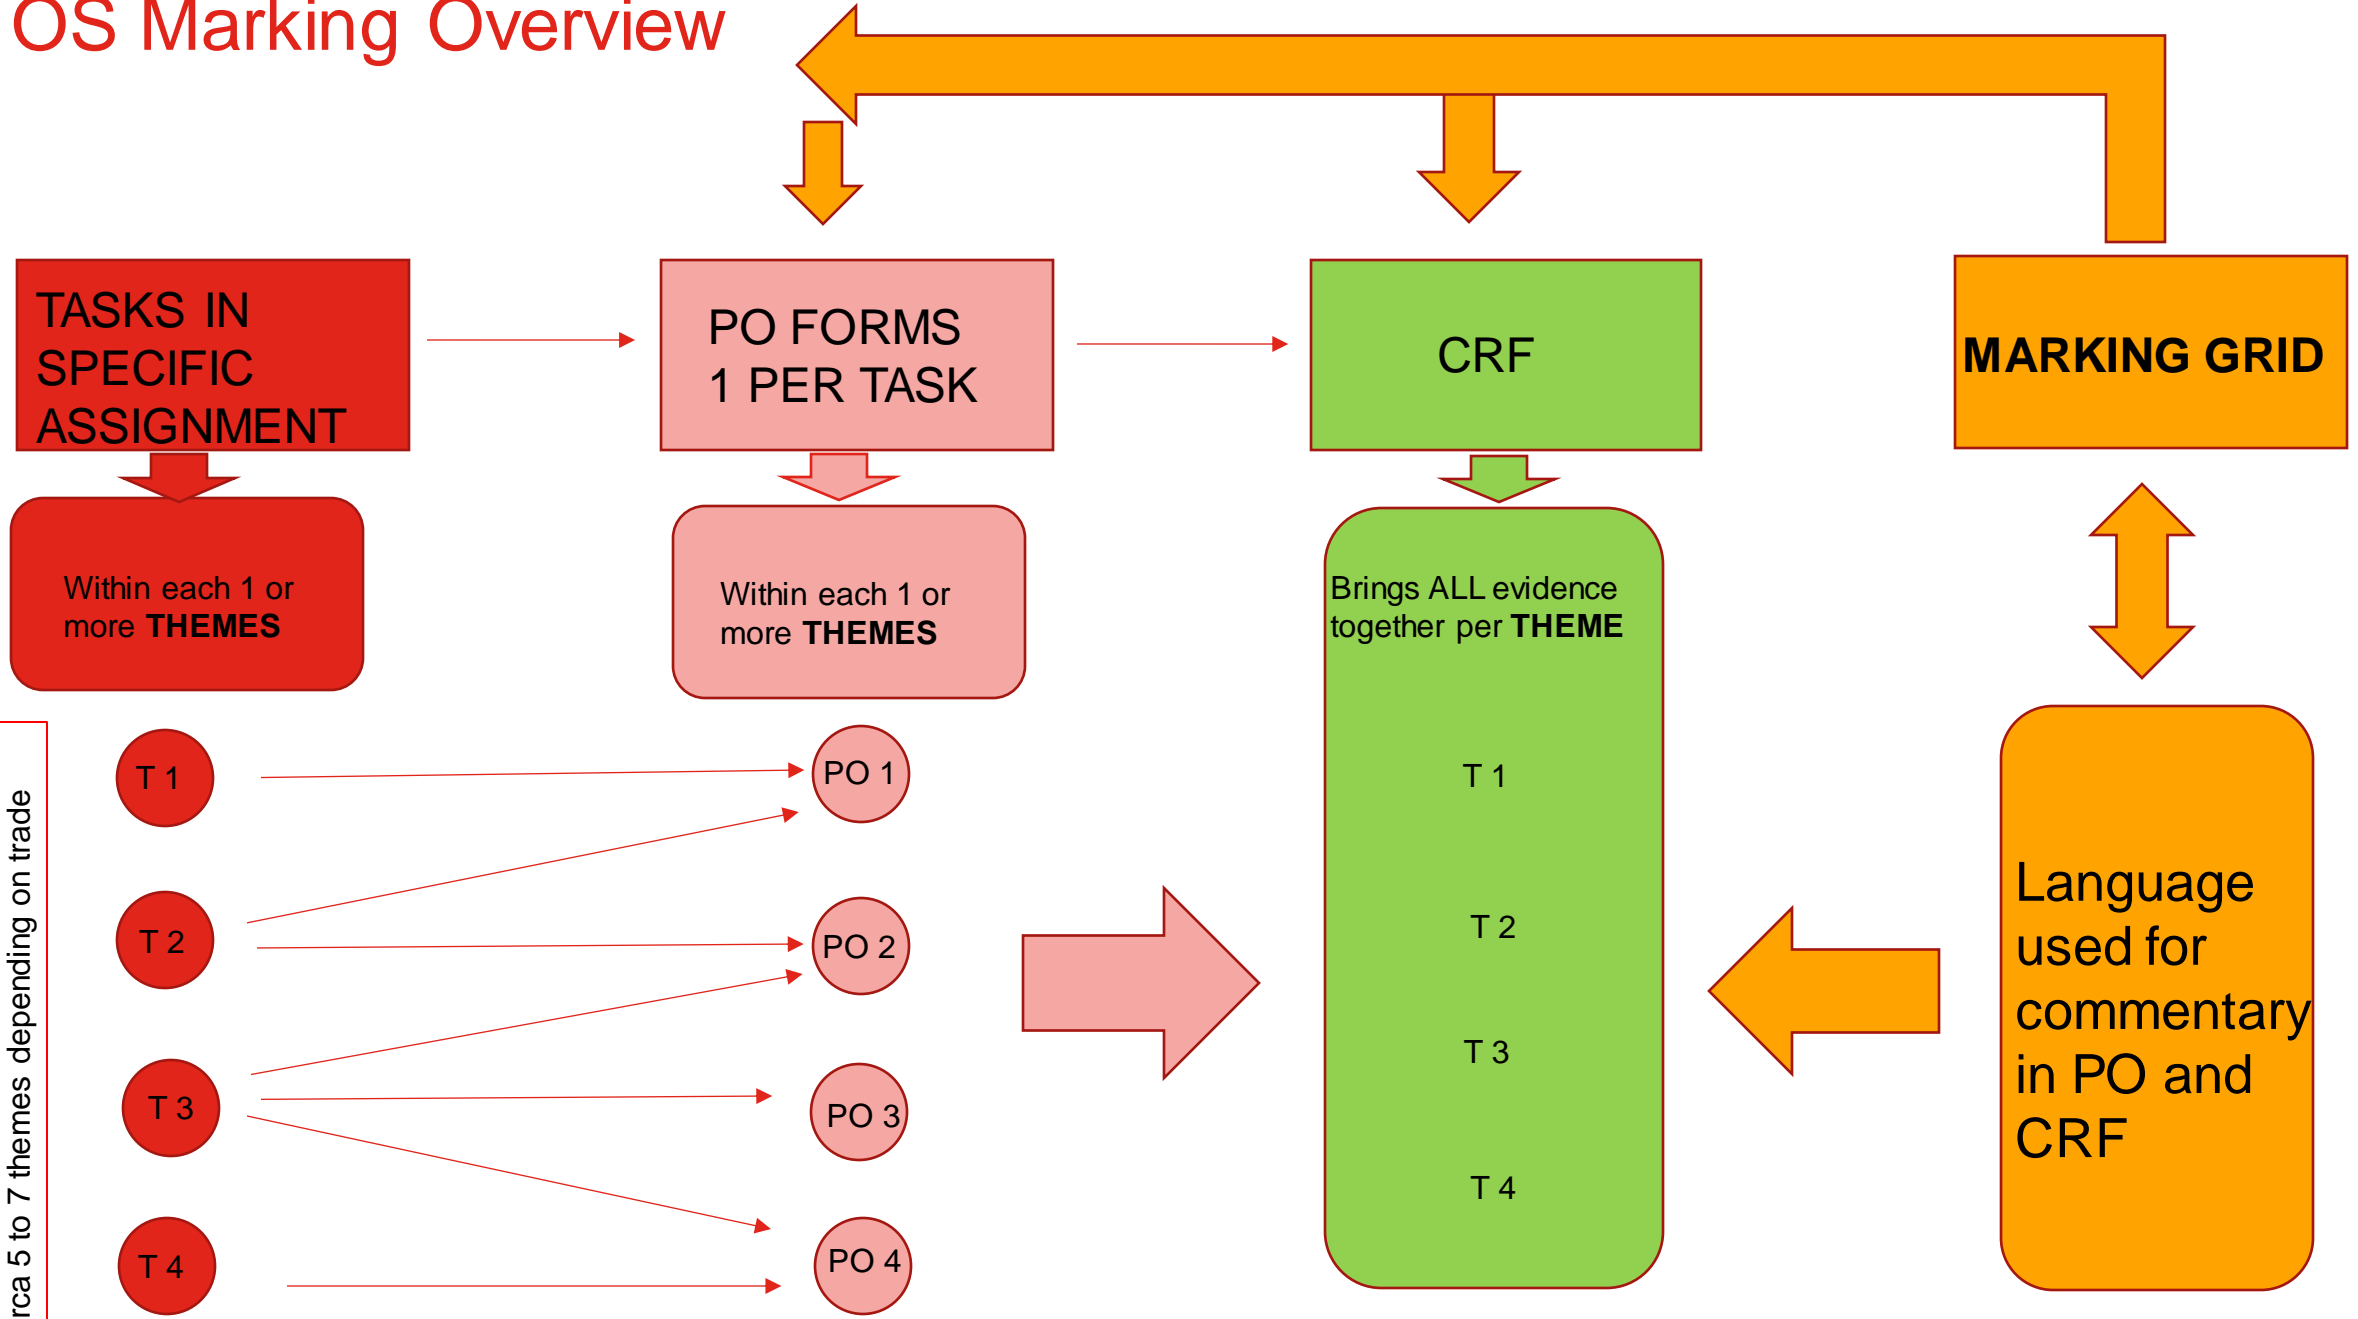 OS Marking Overview
TASKS IN
SPECIFIC
ASSIGNMENT
PO FORMS
1 PER TASK
CRF
MARKING GRID
Within each 1 or
more THEMES
Within each 1 or
more THEMES
Brings ALL evidence
together per THEME
T 1
T 2
T 3
T 4
PO 1
PO 2
PO 3
PO 4
T 1
T 2
T 3
T 4
Language
used for
commentary
in PO and
CRF
rca 5 to 7 themes depending on trade